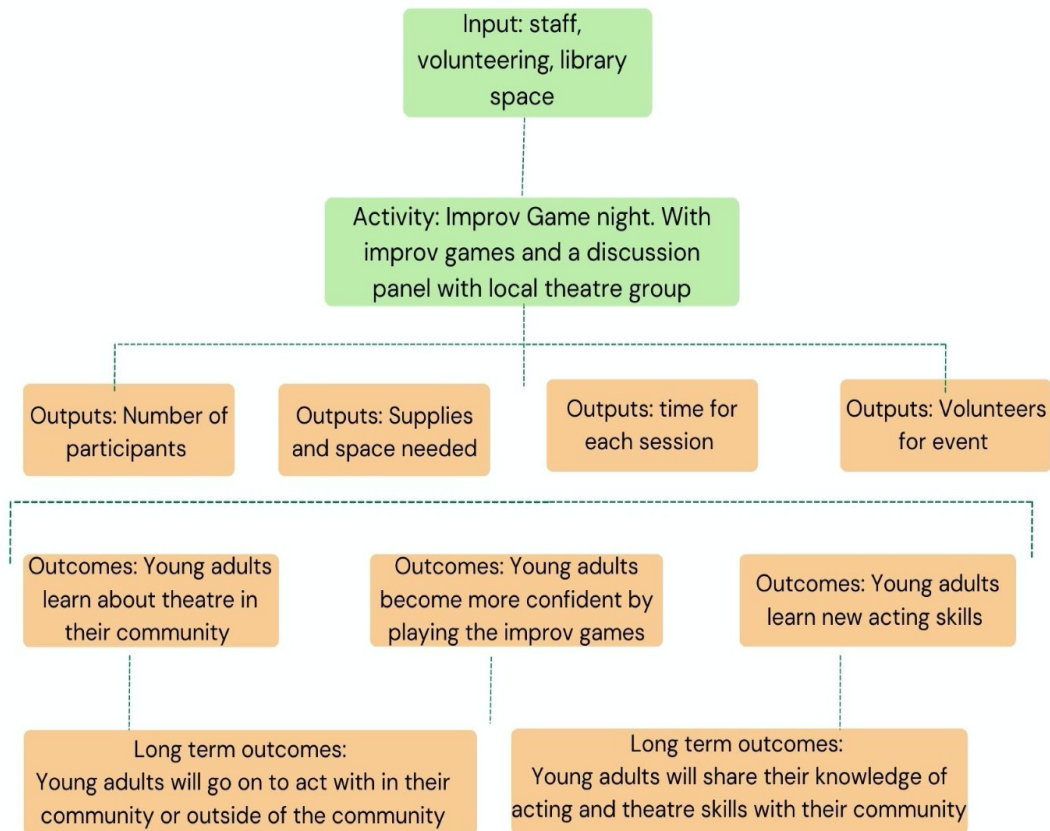 Input: staff,
volunteering, library
space
Activity: Improv Game night. With
improv games and a discussion
panel with local theatre group
Outputs: Number of
participants
Outputs: Supplies
and space needed
Outputs: time for
each session
Outputs: Volunteers
for event
Outcomes: Young adults
learn about theatre in
their community
Outcomes: Young adults
become more confident by
playing the improv games
Outcomes: Young adults
learn new acting skills
Long term outcomes:
Young adults will go on to act with in their
community or outside of the community
Long term outcomes:
Young adults will share their knowledge of
acting and theatre skills with their community